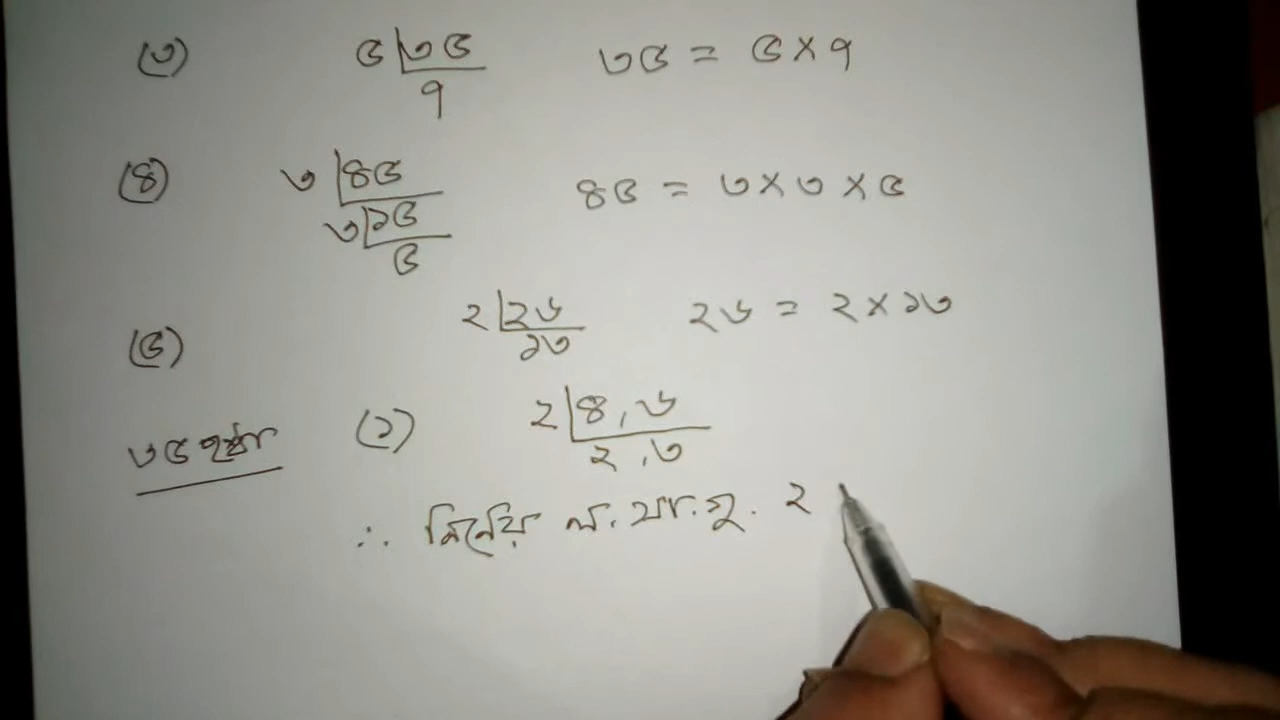 (৩) ৫ ৩৫ ৩৫ = ৫ × ৭
৭
(৪) ৩ ৪৫ ৪৫ = ৩ × ৩ × ৫
৩ ১৫
৫
(৫) ২ ২৬ ২৬ = ২ × ১৩
১৩
(১) ২ ৪, ৬
২, ৩
∴ নির্ণেয় ল. সা. গু. ২